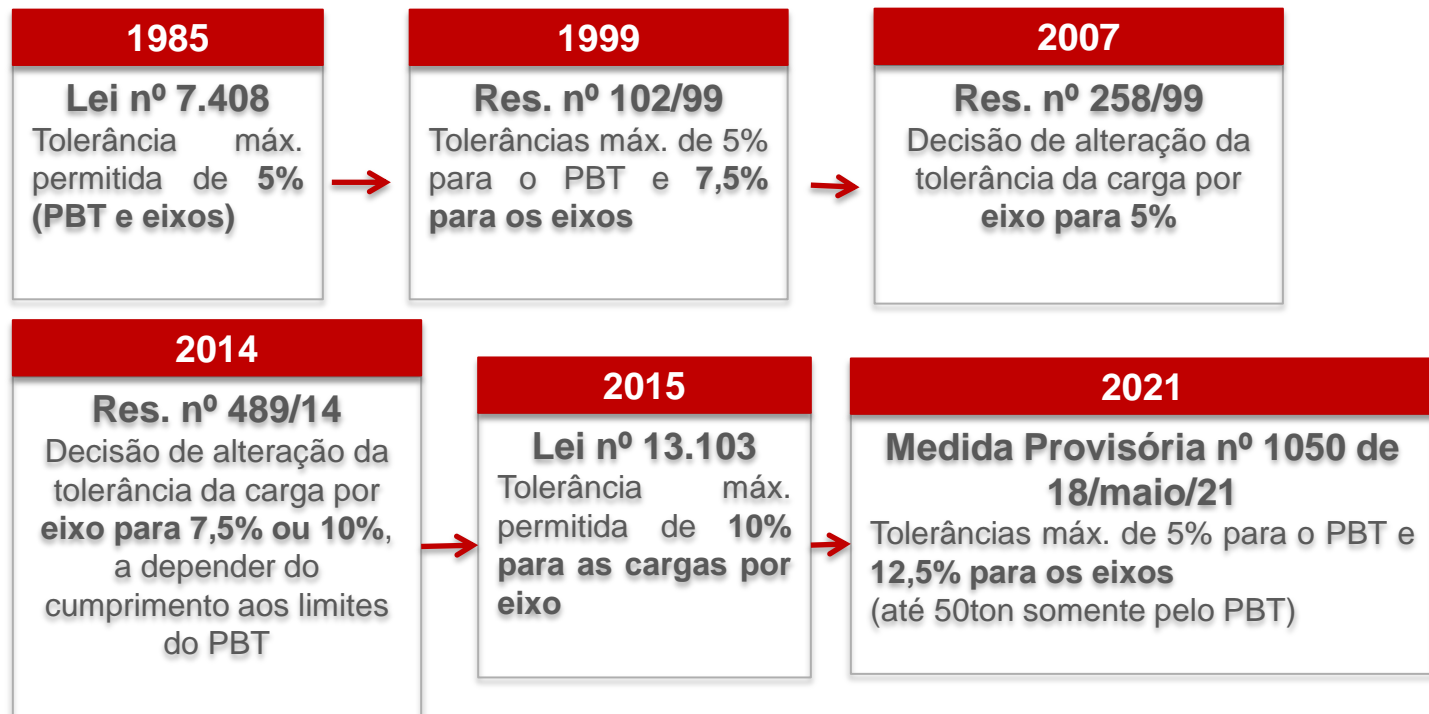 1985
Lei nº 7.408
Tolerância máx.
permitida de 5%
(PBT e eixos)
1999
Res. nº 102/99
Tolerâncias máx. de 5%
para o PBT e 7,5%
para os eixos
2007
Res. nº 258/99
Decisão de alteração da
tolerância da carga por
eixo para 5%
2014
Res. nº 489/14
Decisão de alteração da
tolerância da carga por
eixo para 7,5% ou 10%,
a depender do
cumprimento aos limites
do PBT
2015
Lei nº 13.103
Tolerância máx.
permitida de 10%
para as cargas por
eixo
2021
Medida Provisória nº 1050 de
18/maio/21
Tolerâncias máx. de 5% para o PBT e
12,5% para os eixos
(até 50ton somente pelo PBT)